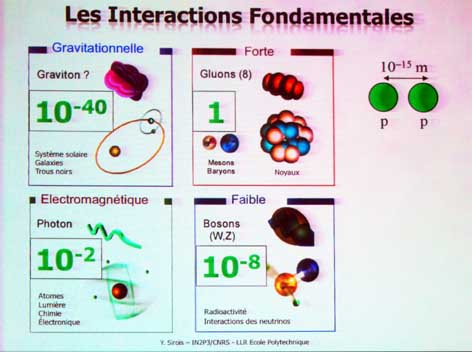 Les Interactions Fondamentales
Gravitationnelle
Graviton ?
10-40
Système solaire
Galaxies
Trous noirs
Forte
Gluons (8)
1
Mesons
Baryons
Noyaux
10-15 m
p p
Electromagnétique
Photon
10-2
Atomes
Lumière
Chimie
Électronique
Faible
Bosons
(W,Z)
10-8
Radioactivité
Interactions des neutrinos
Y. Sirois – IN2P3/CNRS - LLR Ecole Polytechnique